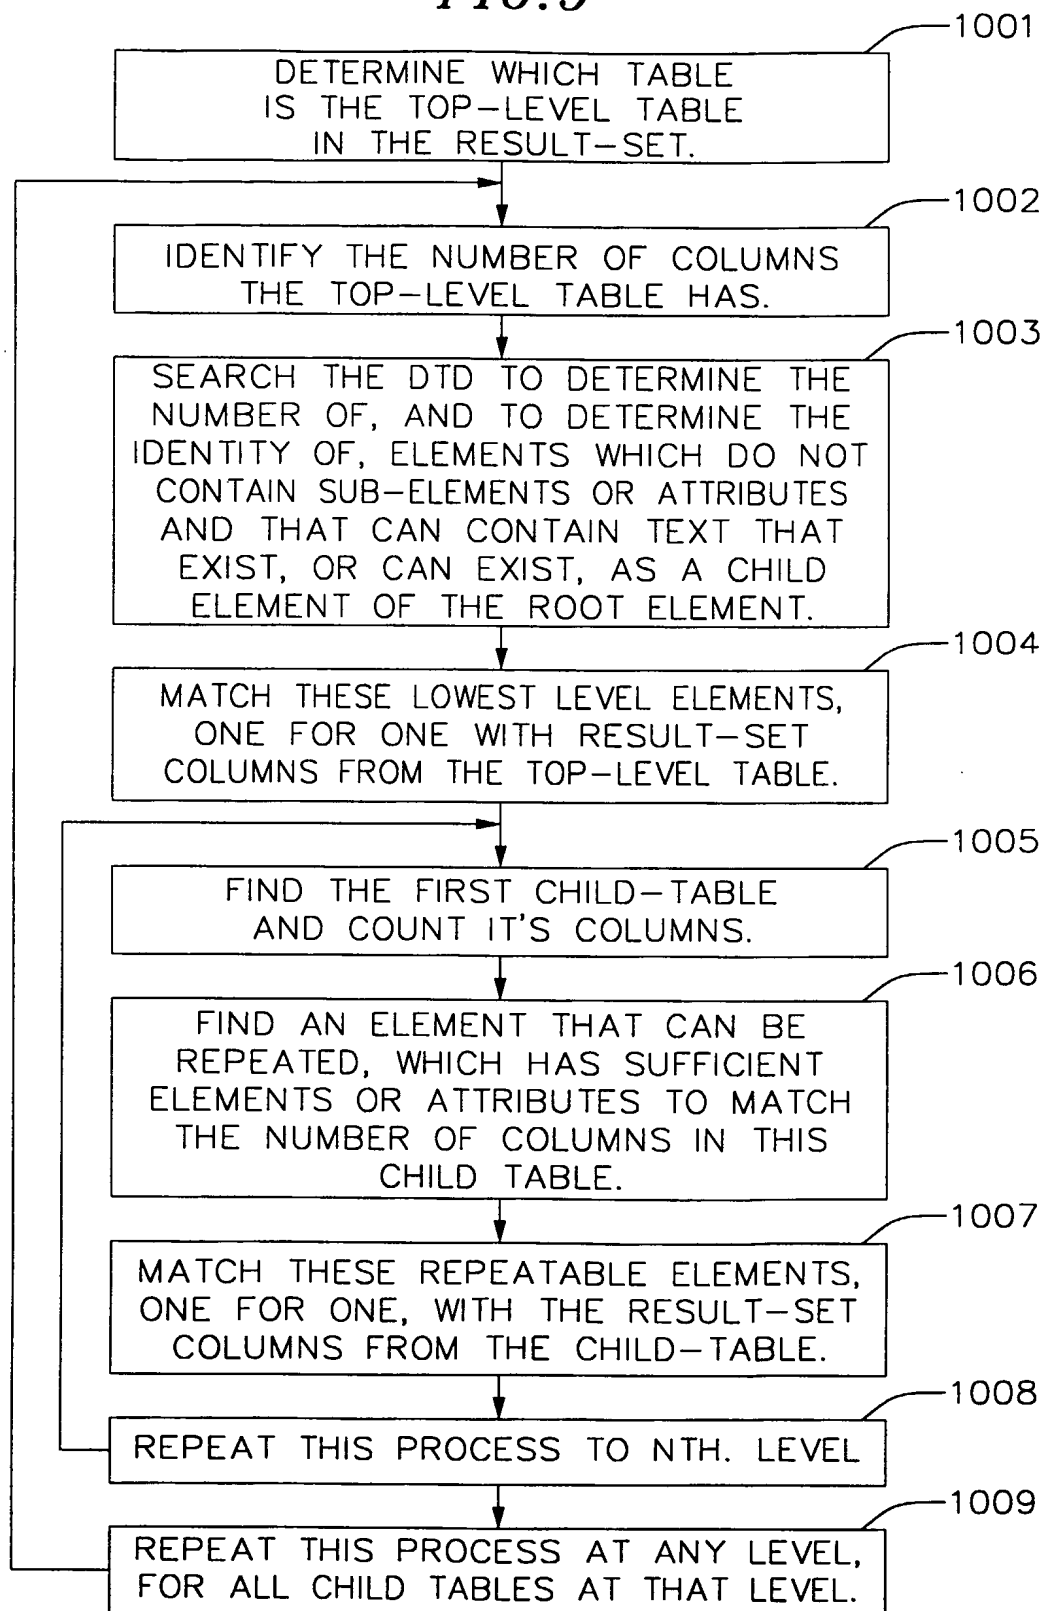 1001
DETERMINE WHICH TABLE
IS THE TOP-LEVEL TABLE
IN THE RESULT-SET.
1002
IDENTIFY THE NUMBER OF COLUMNS
THE TOP-LEVEL TABLE HAS.
1003
SEARCH THE DTD TO DETERMINE THE
NUMBER OF, AND TO DETERMINE THE
IDENTITY OF, ELEMENTS WHICH DO NOT
CONTAIN SUB-ELEMENTS OR ATTRIBUTES
AND THAT CAN CONTAIN TEXT THAT
EXIST, OR CAN EXIST, AS A CHILD
ELEMENT OF THE ROOT ELEMENT.
1004
MATCH THESE LOWEST LEVEL ELEMENTS,
ONE FOR ONE WITH RESULT-SET
COLUMNS FROM THE TOP-LEVEL TABLE.
1005
FIND THE FIRST CHILD-TABLE
AND COUNT IT'S COLUMNS.
1006
FIND AN ELEMENT THAT CAN BE
REPEATED, WHICH HAS SUFFICIENT
ELEMENTS OR ATTRIBUTES TO MATCH
THE NUMBER OF COLUMNS IN THIS
CHILD TABLE.
1007
MATCH THESE REPEATABLE ELEMENTS,
ONE FOR ONE, WITH THE RESULT-SET
COLUMNS FROM THE CHILD-TABLE.
1008
REPEAT THIS PROCESS TO NTH. LEVEL
1009
REPEAT THIS PROCESS AT ANY LEVEL,
FOR ALL CHILD TABLES AT THAT LEVEL.